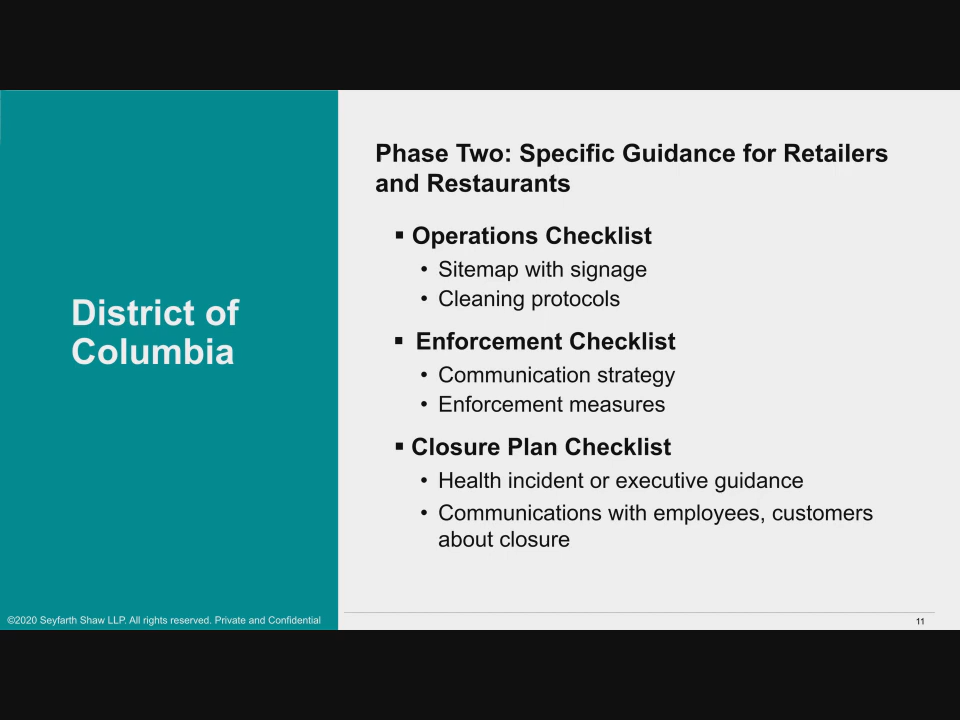 District of
Columbia
Phase Two: Specific Guidance for Retailers
and Restaurants
▪ Operations Checklist
• Sitemap with signage
• Cleaning protocols
▪ Enforcement Checklist
• Communication strategy
• Enforcement measures
▪ Closure Plan Checklist
• Health incident or executive guidance
• Communications with employees, customers
about closure
©2020 Seyfarth Shaw LLP. All rights reserved. Private and Confidential
11